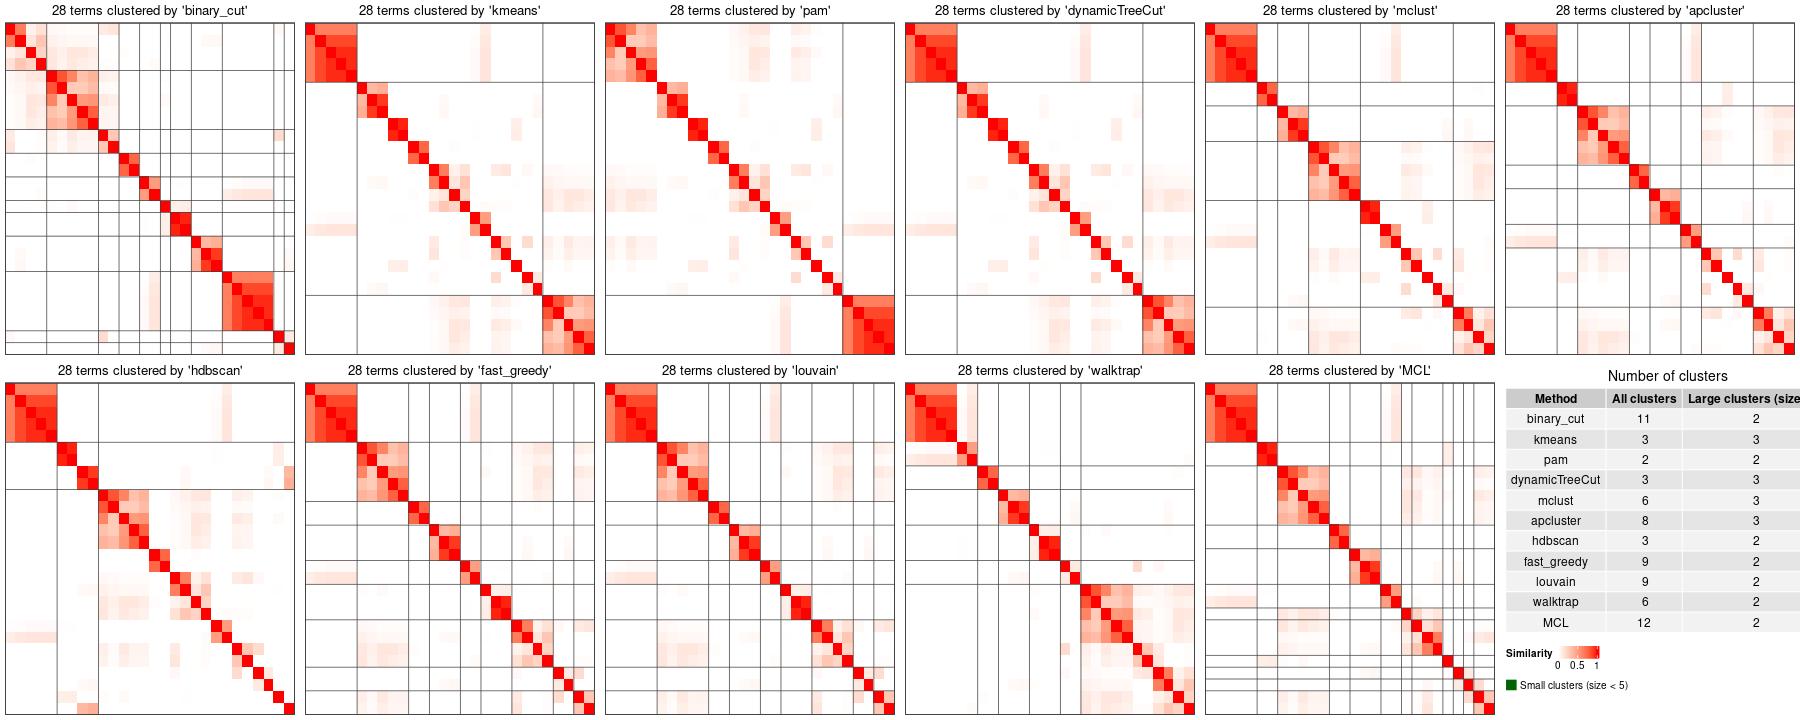 28 terms clustered by 'binary_cut'
28 terms clustered by 'kmeans'
28 terms clustered by 'pam'
28 terms clustered by 'dynamicTreeCut'
28 terms clustered by 'mclust'
28 terms clustered by 'apcluster'
28 terms clustered by 'hdbscan'
28 terms clustered by 'fast_greedy'
28 terms clustered by 'louvain'
28 terms clustered by 'walktrap'
28 terms clustered by 'MCL'
Number of clusters
Method All clusters Large clusters (size
binary_cut 11 2
kmeans 3 3
pam 2 2
dynamicTreeCut 3 3
mclust 6 3
apcluster 8 3
hdbscan 3 2
fast_greedy 9 2
louvain 9 2
walktrap 6 2
MCL 12 2
Similarity
0 0.5 1
Small clusters (size < 5)